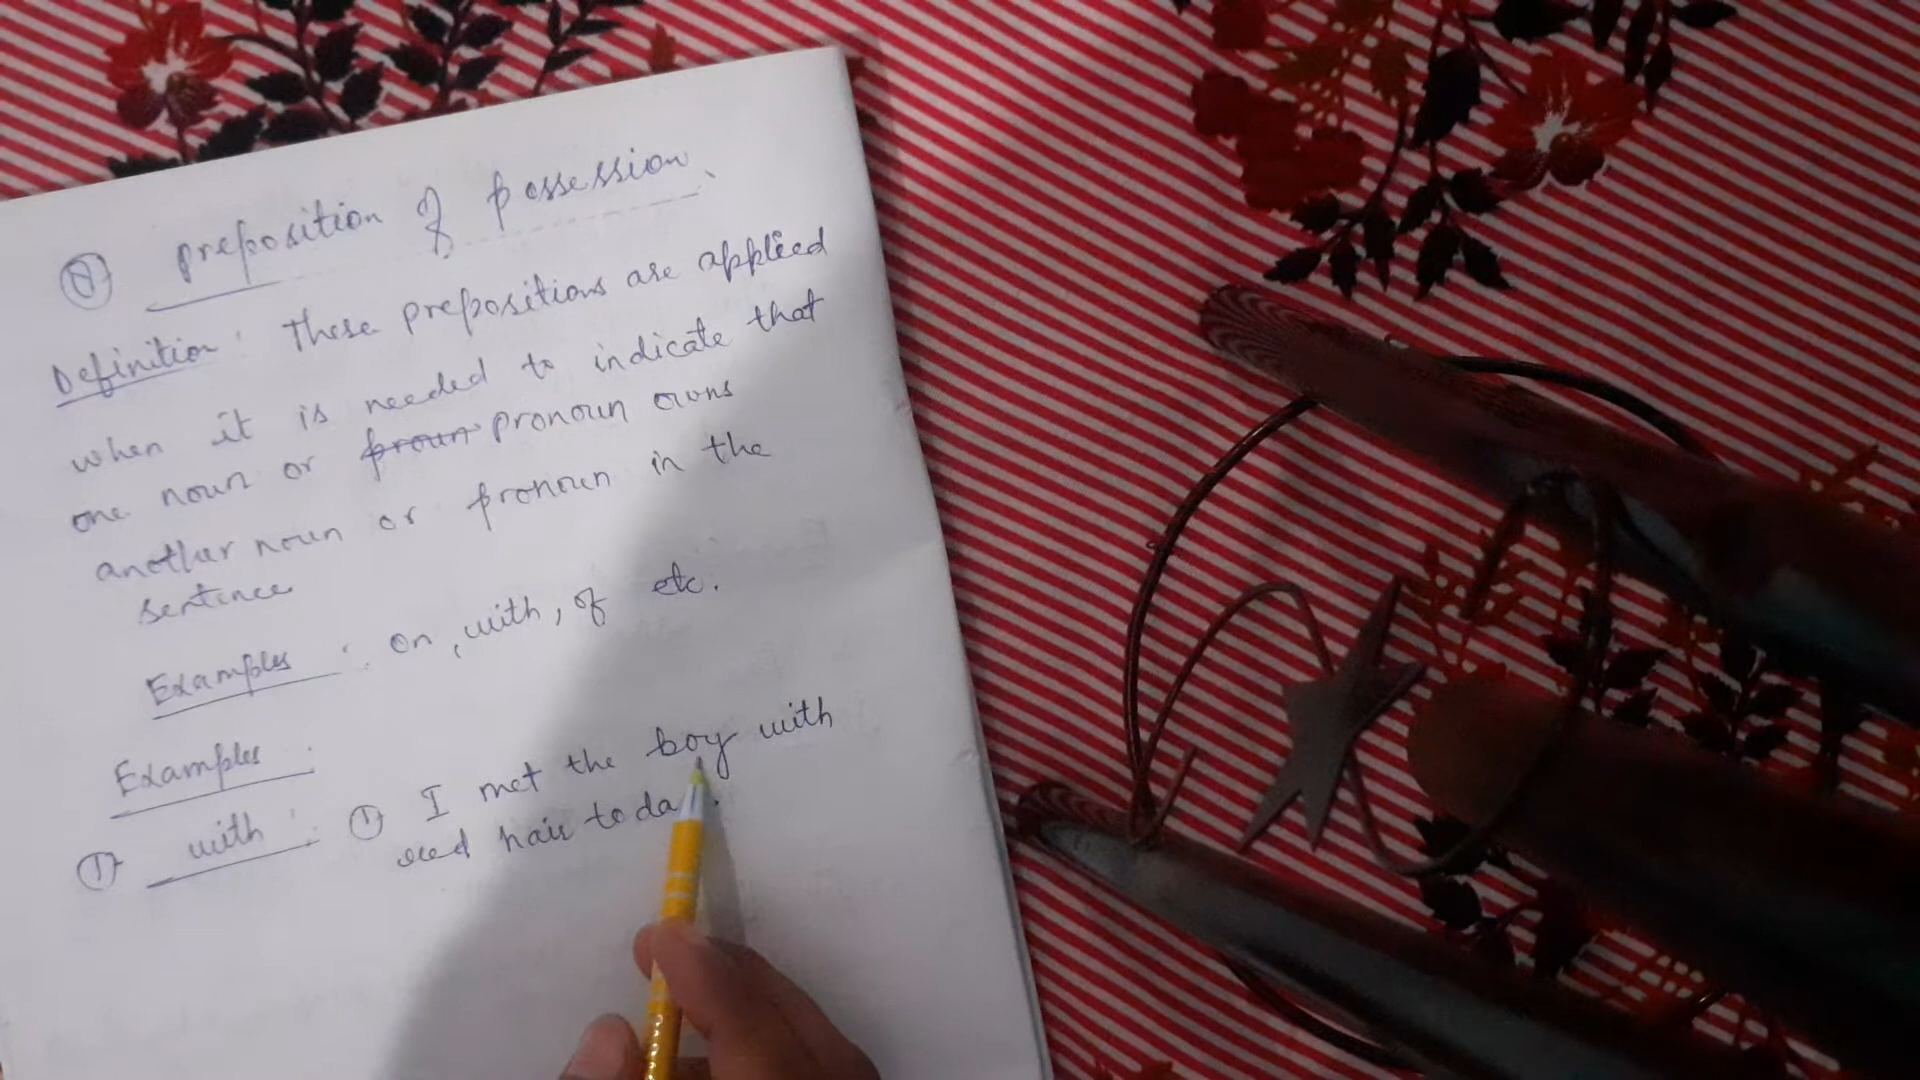 preposition of possession
Definition: These prepositions are applied
when it is needed to indicate that
one noun or proun pronoun owns
another noun or pronoun in the
sentence
Examples: on, with, of etc.
Examples:
① with: ① I met the boy with
red hair today.